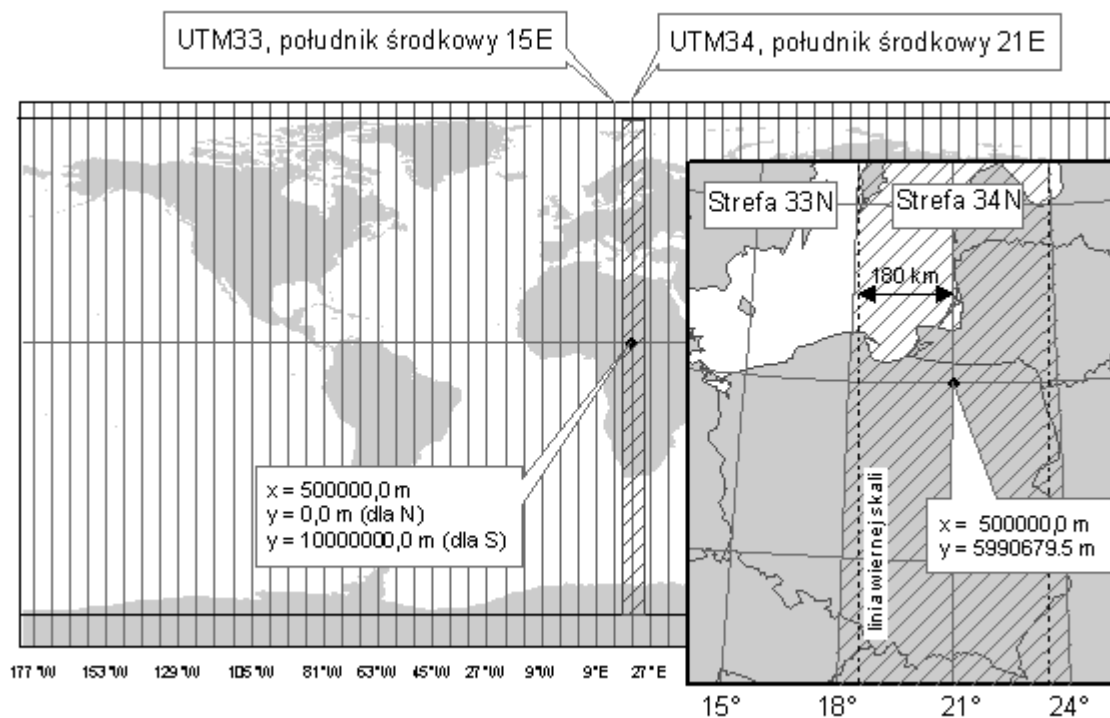 UTM33, południk środkowy 15E
UTM34, południk środkowy 21E
Strefa 33N
Strefa 34N
180 km
x = 500000,0 m
y = 0,0 m (dla N)
y = 10000000,0 m (dla S)
linia wiernej skali
x = 500000,0 m
y = 5990679.5 m
177°W 153°W 129°W 105°W 81°W 63°W 45°W 27°W 9°W 9°E 27°E
15° 18° 21° 24°